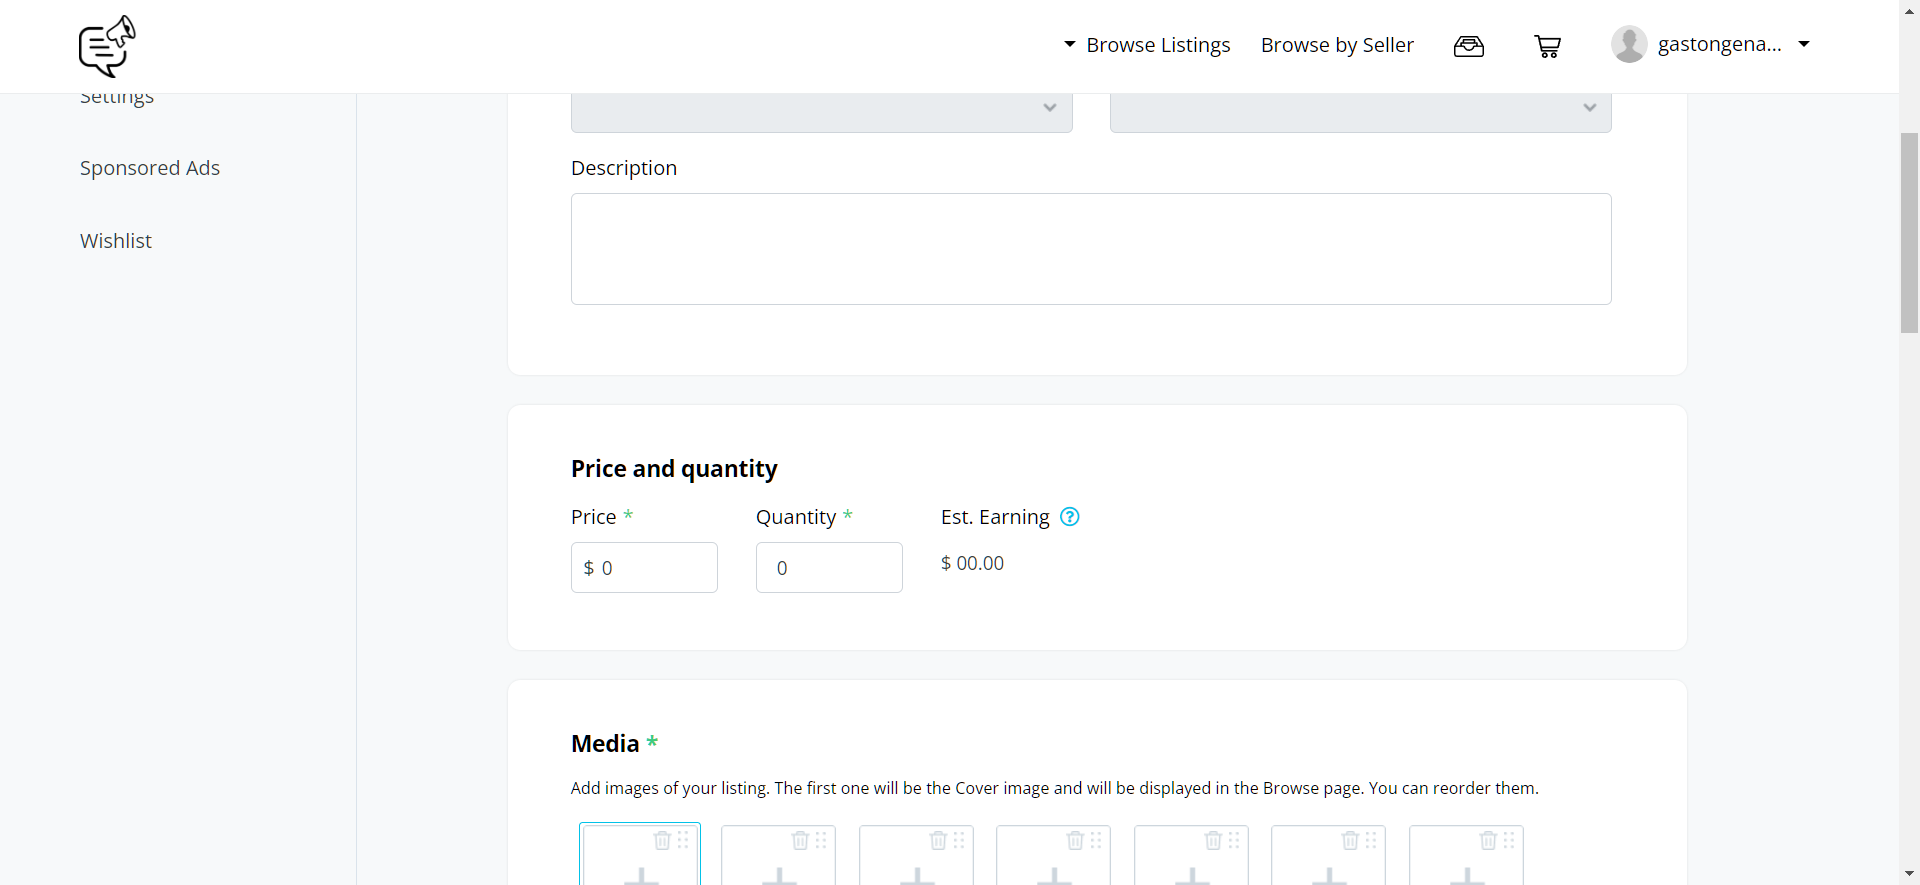 Browse Listings
Browse by Seller
gastongena...
Settings
Sponsored Ads
Wishlist
Description
Price and quantity
Price *
Quantity *
Est. Earning ?
$ 0
0
$ 00.00
Media *
Add images of your listing. The first one will be the Cover image and will be displayed in the Browse page. You can reorder them.